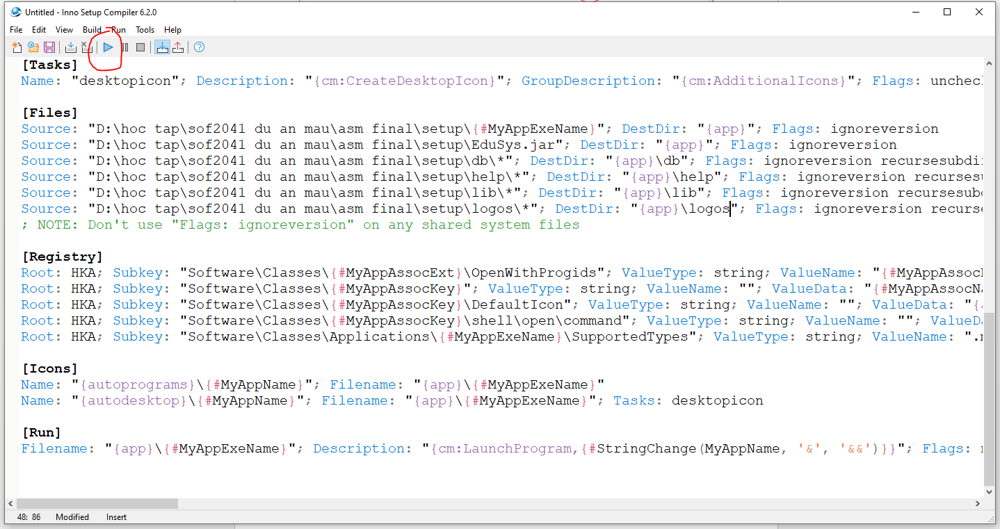 Untitled - Inno Setup Compiler 6.2.0
File Edit View Build Run Tools Help
[Tasks]
Name: "desktopicon"; Description: "{cm:CreateDesktopIcon}"; GroupDescription: "{cm:AdditionalIcons}"; Flags:
[Files]
Source: "D:\hoc tap\sof2041 du an mau\asm final\setup\{#MyAppExeName}"; DestDir: "{app}"; Flags: ignoreversion
Source: "D:\hoc tap\sof2041 du an mau\asm final\setup\EduSys.jar"; DestDir: "{app}"; Flags: ignoreversion
Source: "D:\hoc tap\sof2041 du an mau\asm final\setup\db\*"; DestDir: "{app}\db"; Flags: ignoreversion
Source: "D:\hoc tap\sof2041 du an mau\asm final\setup\help\*"; DestDir: "{app}\help"; Flags: ignoreversion
Source: "D:\hoc tap\sof2041 du an mau\asm final\setup\lib\*"; DestDir: "{app}\lib"; Flags: ignoreversion
Source: "D:\hoc tap\sof2041 du an mau\asm final\setup\logos\*"; DestDir: "{app}\logos"; Flags: ignoreversion
; NOTE: Don't use "Flags: ignoreversion" on any shared system files
[Registry]
Root: HKA; Subkey: "Software\Classes\{#MyAppAssocExt}\OpenWithProgids"; ValueType: string; ValueName:
Root: HKA; Subkey: "Software\Classes\{#MyAppAssocKey}"; ValueType: string; ValueName: ""; ValueData:
Root: HKA; Subkey: "Software\Classes\{#MyAppAssocKey}\DefaultIcon"; ValueType: string; ValueName: ""; ValueData:
Root: HKA; Subkey: "Software\Classes\{#MyAppAssocKey}\shell\open\command"; ValueType: string; ValueName: "";
Root: HKA; Subkey: "Software\Classes\Applications\{#MyAppExeName}\SupportedTypes"; ValueType: string; ValueName:
[Icons]
Name: "{autoprograms}\{#MyAppName}"; Filename: "{app}\{#MyAppExeName}"
Name: "{autodesktop}\{#MyAppName}"; Filename: "{app}\{#MyAppExeName}"; Tasks: desktopicon
[Run]
Filename: "{app}\{#MyAppExeName}"; Description: "{cm:LaunchProgram,{#StringChange(MyAppName, '&', '&&')}}"; Flags:
48: 86 Modified Insert